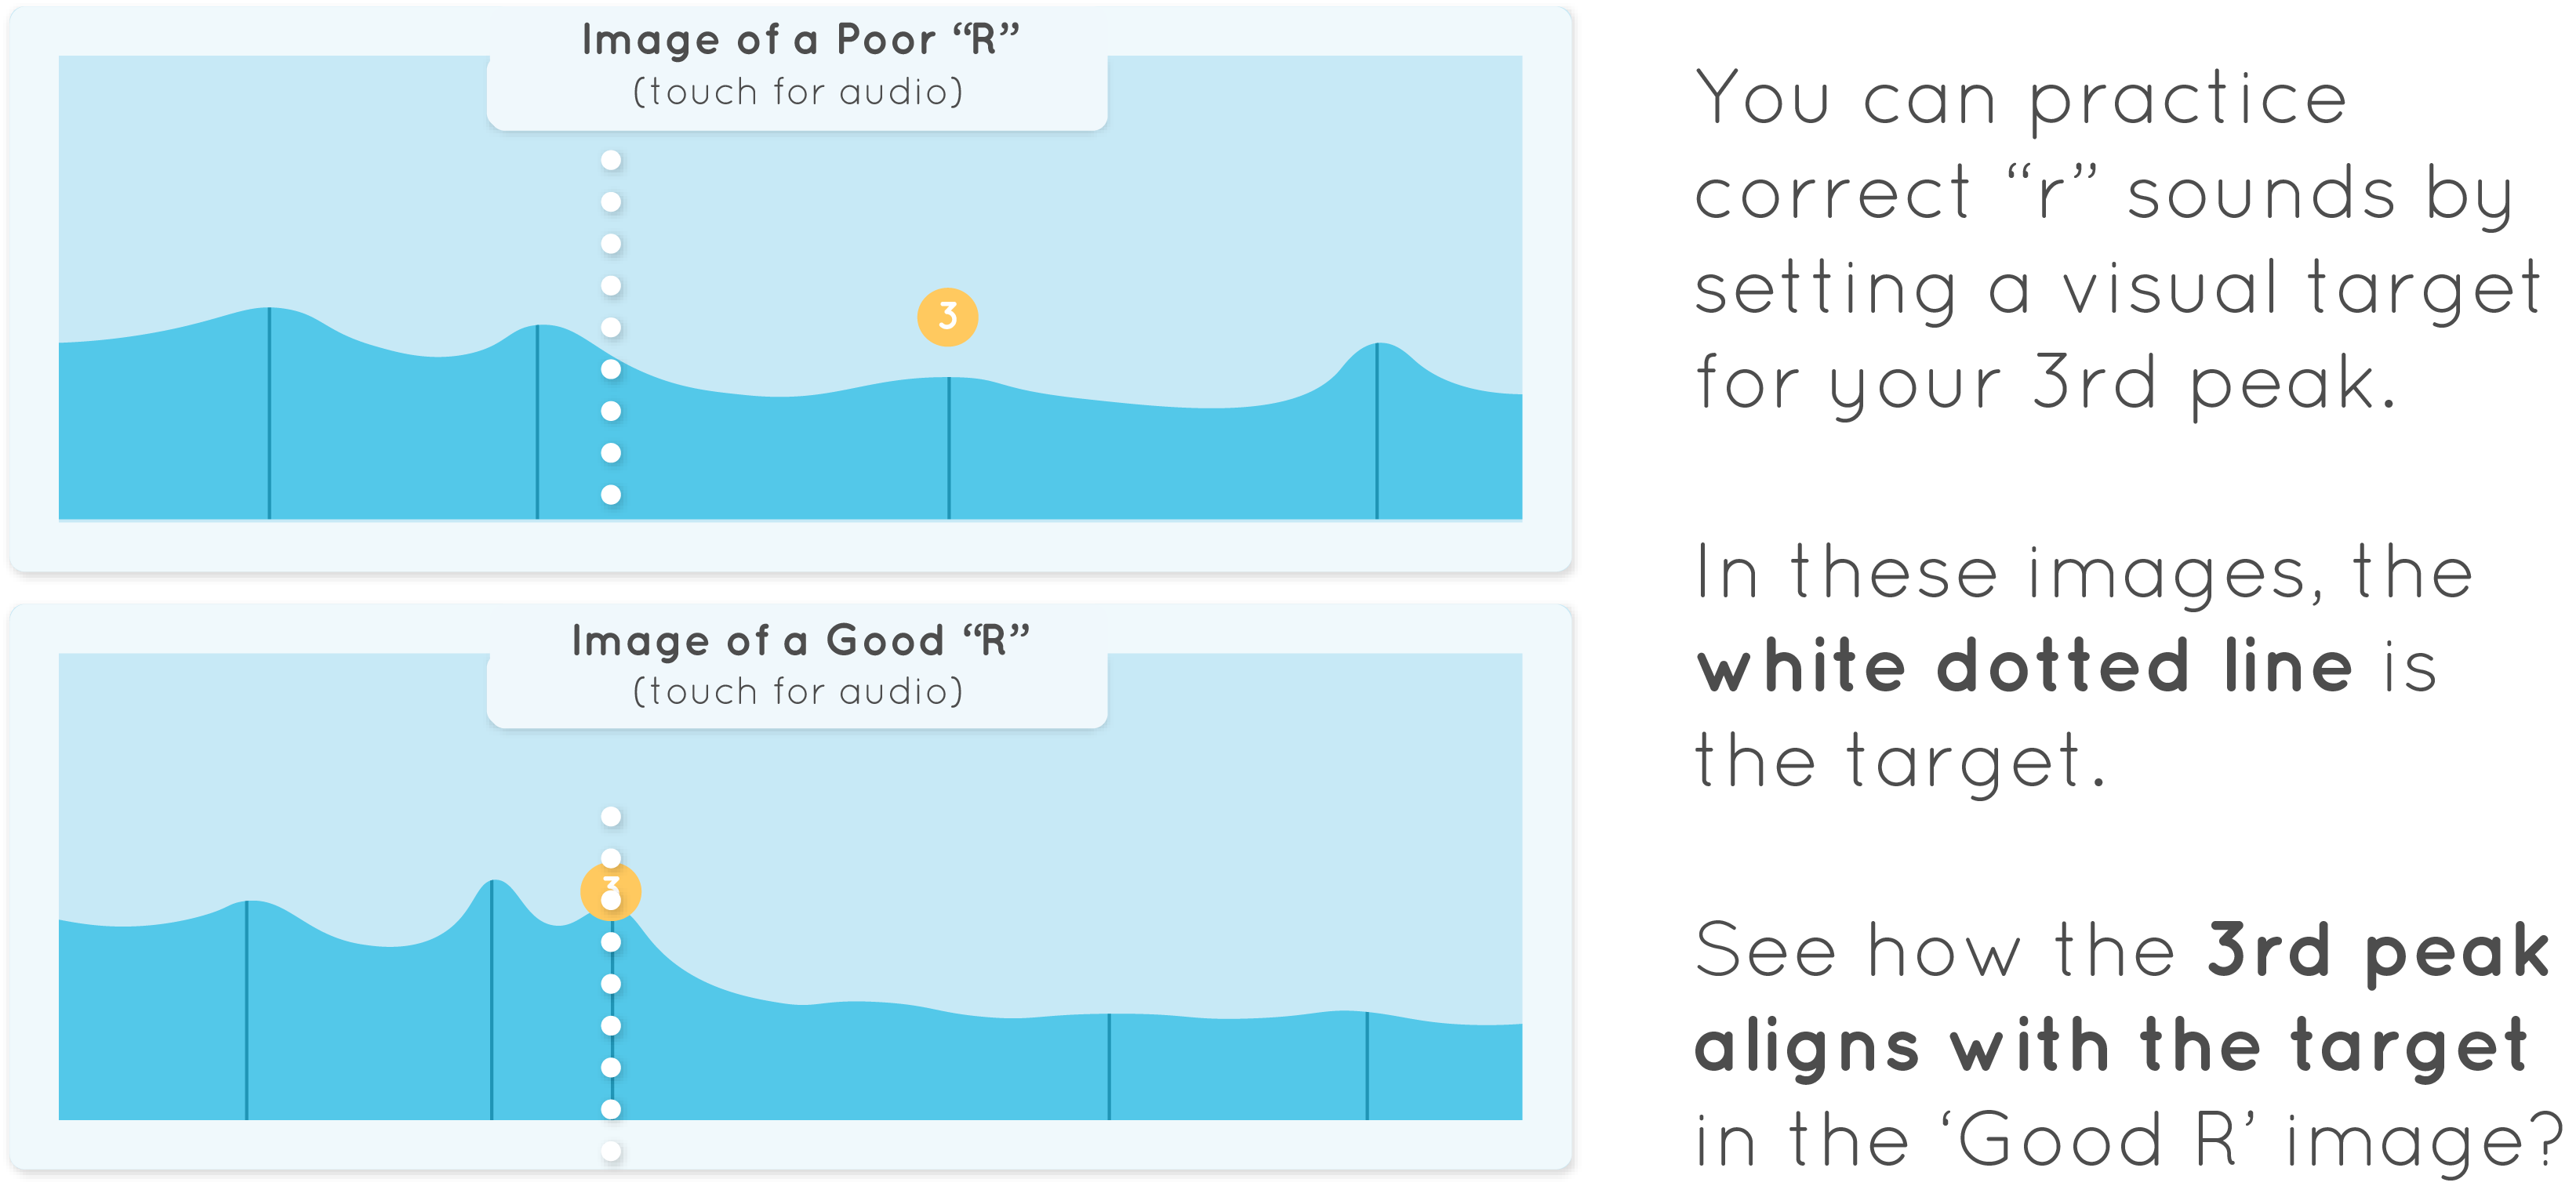 Image of a Poor “R”
(touch for audio)
3
Image of a Good “R”
(touch for audio)
3
You can practice
correct “r” sounds by
setting a visual target
for your 3rd peak.
In these images, the
white dotted line is
the target.
See how the 3rd peak
aligns with the target
in the ‘Good R’ image?